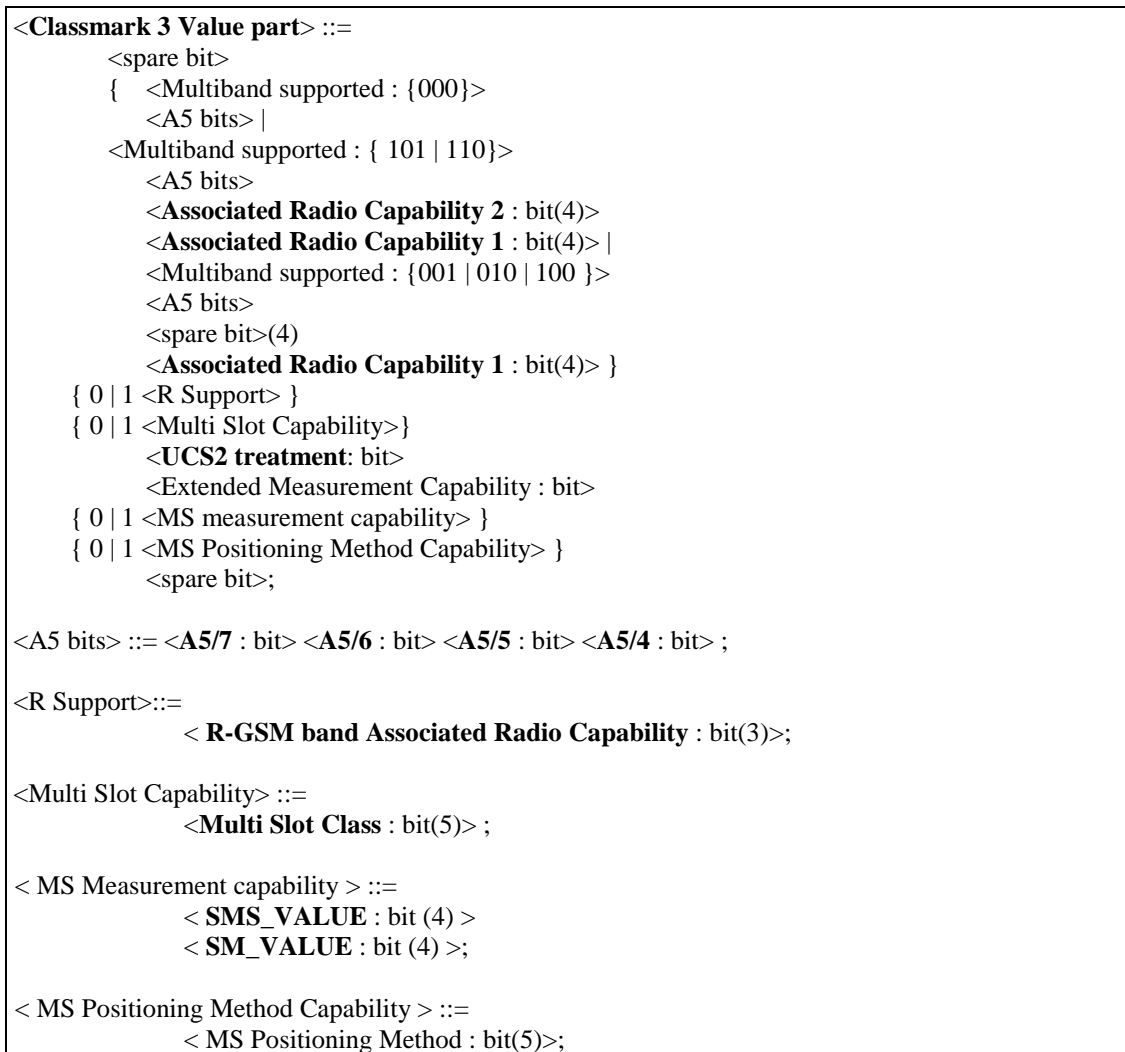 <Classmark 3 Value part> ::=
<spare bit>
{ <Multiband supported : {000}>
<A5 bits> |
<Multiband supported : { 101 | 110}>
<A5 bits>
<Associated Radio Capability 2 : bit(4)>
<Associated Radio Capability 1 : bit(4)> |
<Multiband supported : {001 | 010 | 100 }>
<A5 bits>
<spare bit>(4)
<Associated Radio Capability 1 : bit(4)> }
{ 0 | 1 <R Support> }
{ 0 | 1 <Multi Slot Capability>}
<UCS2 treatment: bit>
<Extended Measurement Capability : bit>
{ 0 | 1 <MS measurement capability> }
{ 0 | 1 <MS Positioning Method Capability> }
<spare bit>;
<A5 bits> ::= <A5/7 : bit> <A5/6 : bit> <A5/5 : bit> <A5/4 : bit> ;
<R Support>::=
< R-GSM band Associated Radio Capability : bit(3)>;
<Multi Slot Capability> ::=
<Multi Slot Class : bit(5)> ;
< MS Measurement capability > ::=
< SMS_VALUE : bit (4) >
< SM_VALUE : bit (4) >;
< MS Positioning Method Capability > ::=
< MS Positioning Method : bit(5)>;